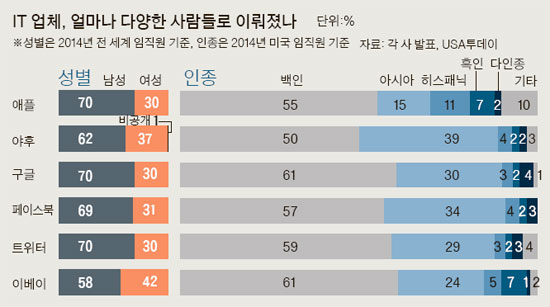 IT 업체, 얼마나 다양한 사람들로 이뤄졌나 단위:%
※성별은 2014년 전 세계 임직원 기준, 인종은 2014년 미국 임직원 기준 자료: 각 사 발표, USA투데이
흑인 다인종
성별 남성 여성 인종 백인 아시아 히스패닉 기타
애플 70 30 55 15 11 7 2 10
비공개 1
야후 62 37 50 39 4 2 2 3
구글 70 30 61 30 3 2 4 1
페이스북 69 31 57 34 4 2 3
트위터 70 30 59 29 3 2 3 4
이베이 58 42 61 24 5 7 1 2